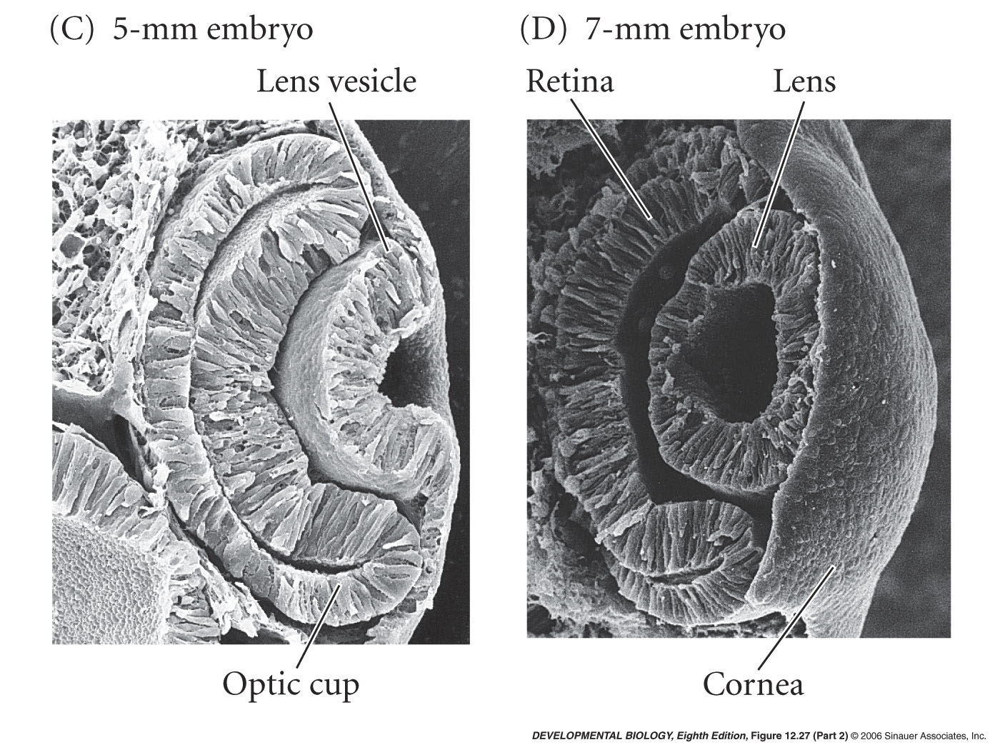 (C) 5-mm embryo
(D) 7-mm embryo
Lens vesicle
Retina
Lens
Optic cup
Cornea
DEVELOPMENTAL BIOLOGY, Eighth Edition, Figure 12.27 (Part 2) © 2006 Sinauer Associates, Inc.